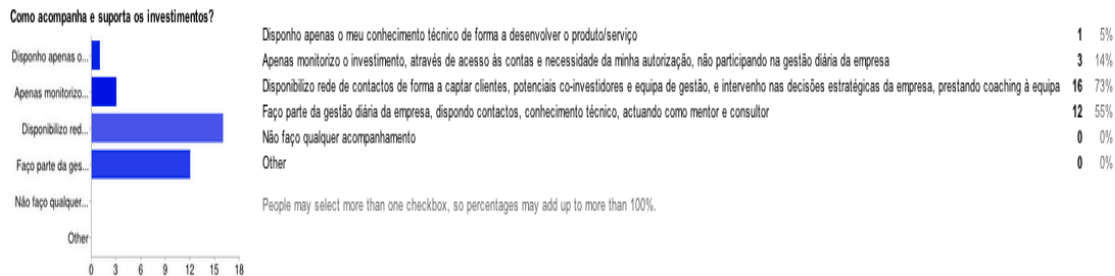 Como acompanha e suporta os investimentos?
Disponho apenas o...
Apenas monitorizo...
Disponibilizo red...
Faço parte da ges...
Não faço qualquer...
Other
0 3 6 9 12 15 18
Disponho apenas o meu conhecimento técnico de forma a desenvolver o produto/serviço 1 5%
Apenas monitorizo o investimento, através de acesso às contas e necessidade da minha autorização, não participando na gestão diária da empresa 3 14%
Disponibilizo rede de contactos de forma a captar clientes, potenciais co-investidores e equipa de gestão, e intervenho nas decisões estratégicas da empresa, prestando coaching à equipa 16 73%
Faço parte da gestão diária da empresa, dispondo contactos, conhecimento técnico, actuando como mentor e consultor 12 55%
Não faço qualquer acompanhamento 0 0%
Other 0 0%
People may select more than one checkbox, so percentages may add up to more than 100%.